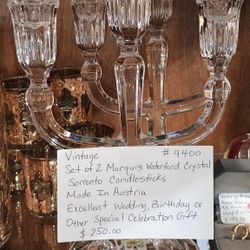 Vintage # 9400
Set of 2 Marquis Waterford Crystal
Sorrento Candlesticks
Made In Austria
Excellent Wedding, Birthday or
Other Special Celebration Gift
$ 250.00